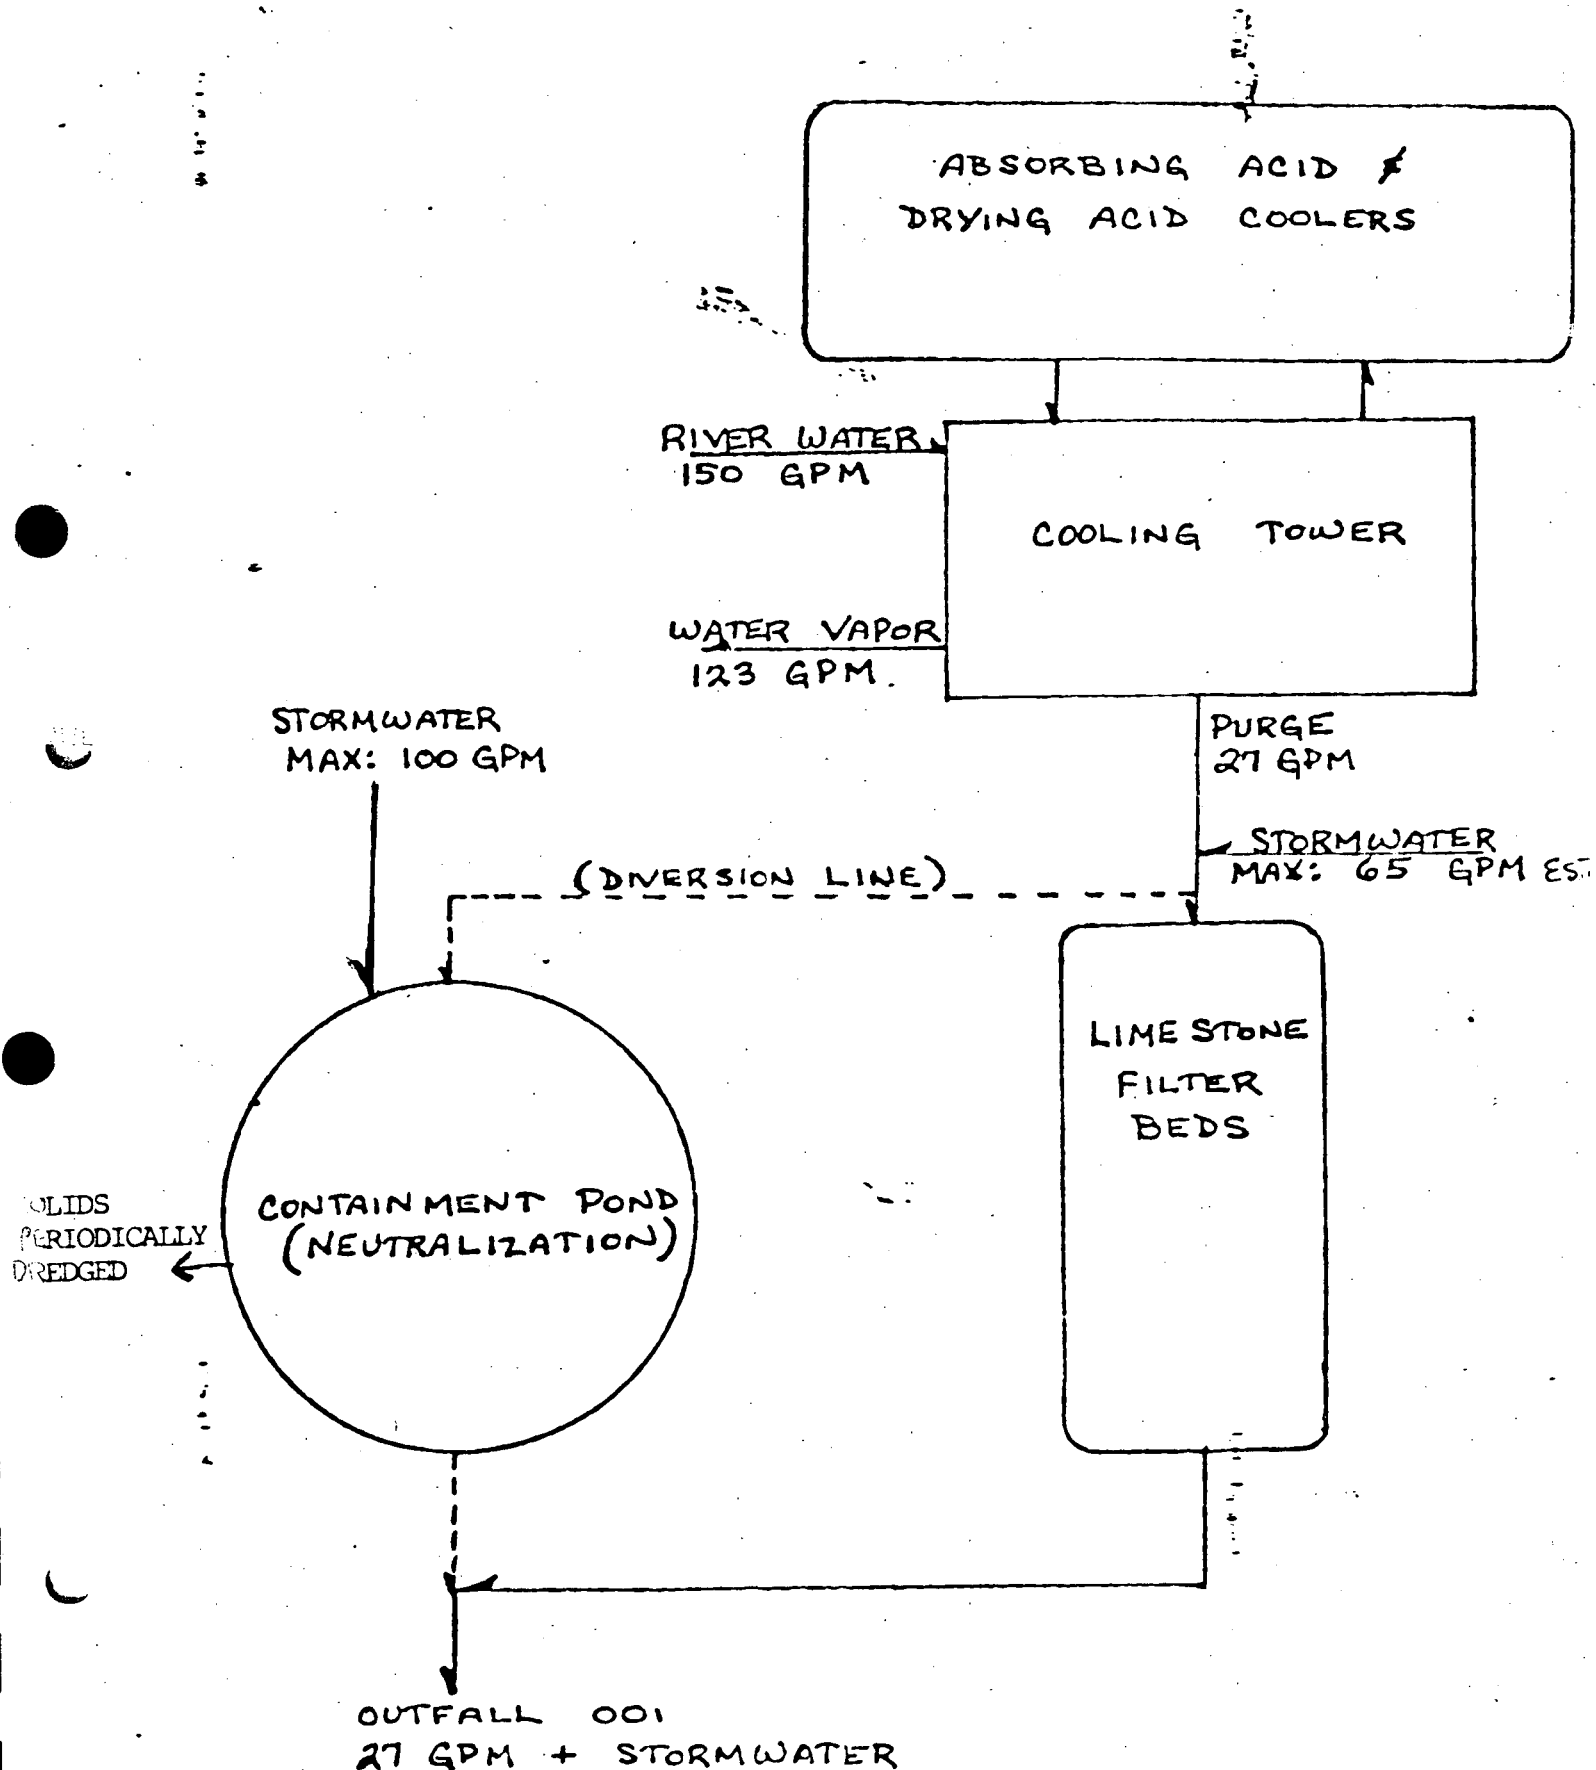 ABSORBING ACID &
DRYING ACID COOLERS
RIVER WATER
150 GPM
COOLING TOWER
WATER VAPOR
123 GPM.
STORMWATER
MAX: 100 GPM
PURGE
27 GPM
STORMWATER
MAX: 65 GPM EST.
(DIVERSION LINE)
LIME STONE
FILTER
BEDS
CONTAINMENT POND
(NEUTRALIZATION)
OLIDS
PERIODICALLY
DREDGED
OUTFALL 001
27 GPM + STORMWATER